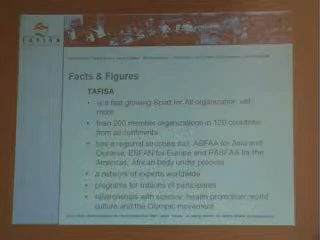 TAFISA
Facts & Figures
TAFISA
• is a fast growing Sport for All organization with
more
• than 200 member organizations in 120 countries
from all continents
• has a regional structure incl. ASFAA for Asia and
Oceania, ESFAN for Europe and PASFAA for the
Americas, African body under process
• a network of experts worldwide
• programs for millions of participants
• relationships with science, health promotion, world
culture and the Olympic movement